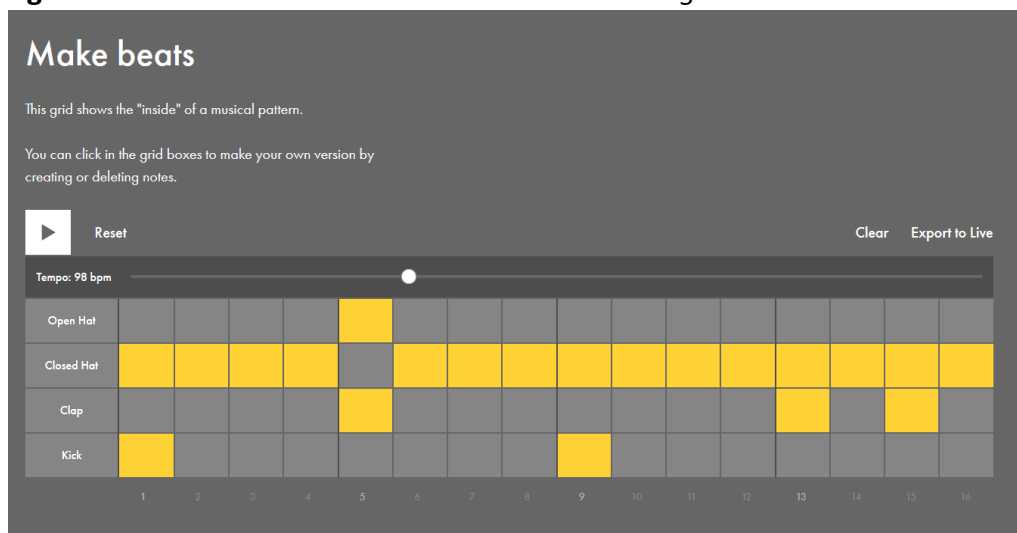 Make beats
This grid shows the "inside" of a musical pattern.
You can click in the grid boxes to make your own version by
creating or deleting notes.
Reset
Clear
Export to Live
Tempo: 98 bpm
Open Hat
Closed Hat
Clap
Kick
1 2 3 4 5 6 7 8 9 10 11 12 13 14 15 16